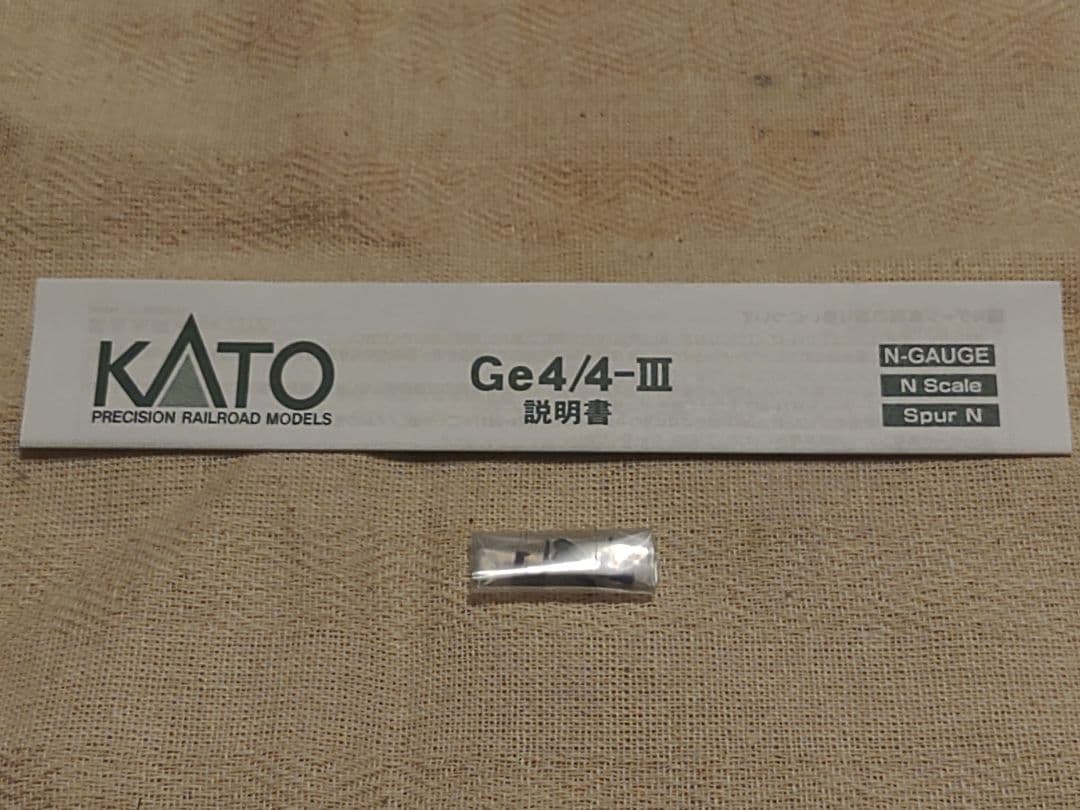 KATO
PRECISION RAILROAD MODELS
Ge4/4-III
説明書
N-GAUGE
N Scale
Spur N